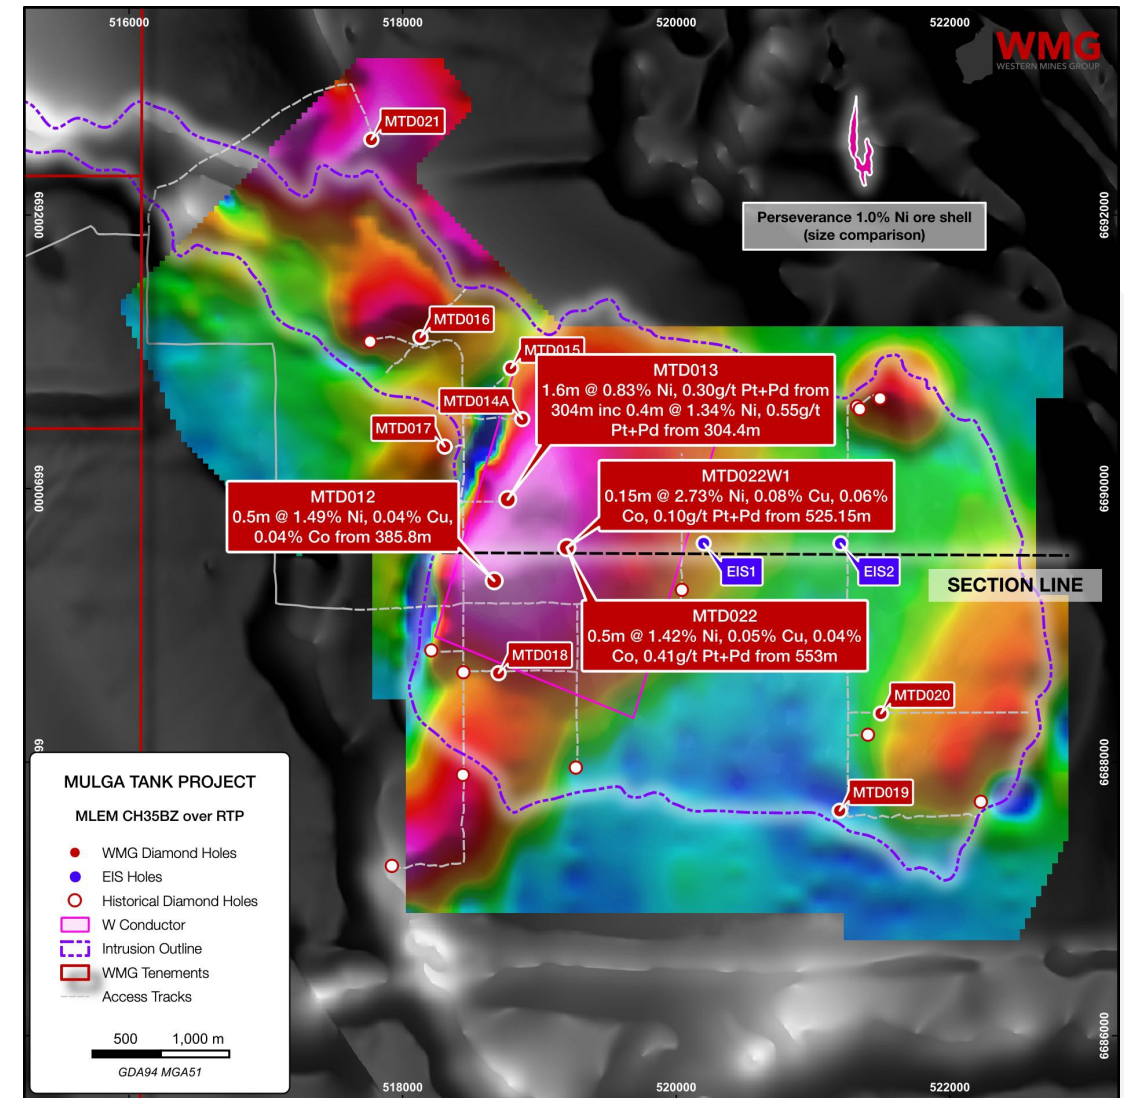 516000
518000
520000
522000
WMG
WESTERN MINES GROUP
MTD021
6692000
6692000
Perseverance 1.0% Ni ore shell
(size comparison)
MTD016
MTD015
MTD013
1.6m @ 0.83% Ni, 0.30g/t Pt+Pd from
304m inc 0.4m @ 1.34% Ni, 0.55g/t
Pt+Pd from 304.4m
MTD014A
MTD017
6690000
6690000
MTD022W1
0.15m @ 2.73% Ni, 0.08% Cu, 0.06%
Co, 0.10g/t Pt+Pd from 525.15m
MTD012
0.5m @ 1.49% Ni, 0.04% Cu,
0.04% Co from 385.8m
EIS1
EIS2
SECTION LINE
MTD022
0.5m @ 1.42% Ni, 0.05% Cu, 0.04%
Co, 0.41g/t Pt+Pd from 553m
MTD018
MTD020
6688000
MTD019
MULGA TANK PROJECT
MLEM CH35BZ over RTP
WMG Diamond Holes
EIS Holes
Historical Diamond Holes
W Conductor
Intrusion Outline
WMG Tenements
Access Tracks
500
1,000 m
GDA94 MGA51
6686000
518000
520000
522000